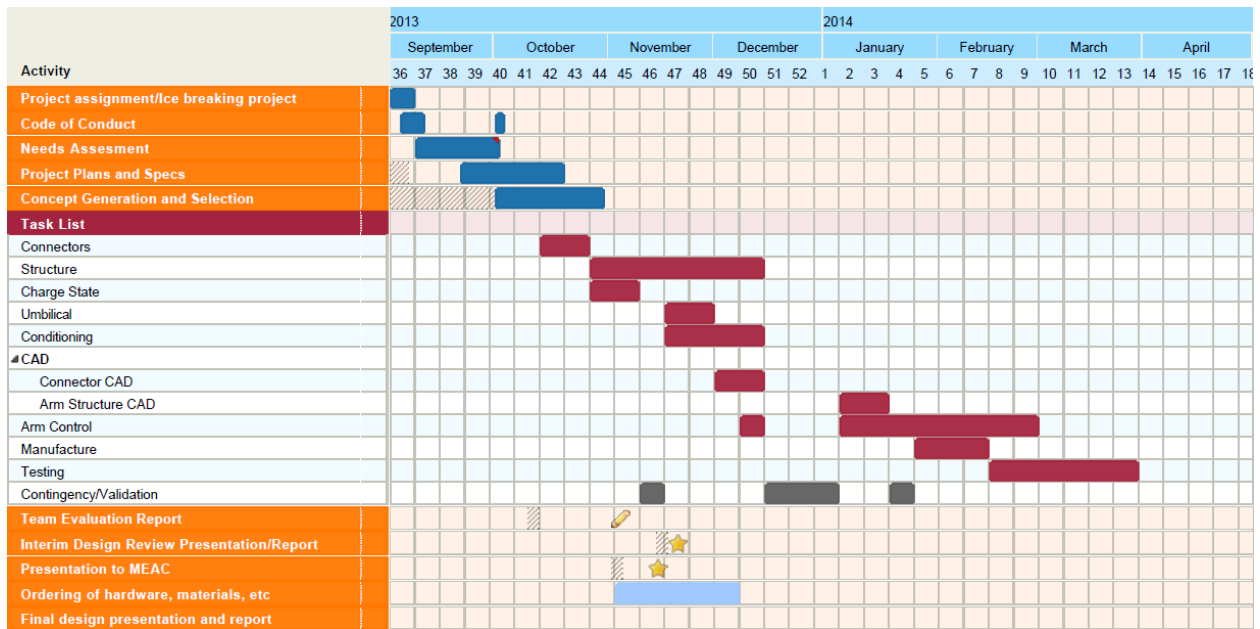 2013 2014
September October November December January February March April
Activity
36 37 38 39 40 41 42 43 44 45 46 47 48 49 50 51 52 1 2 3 4 5 6 7 8 9 10 11 12 13 14 15 16 17 18
Project assignment/Ice breaking project
Code of Conduct
Needs Assesment
Project Plans and Specs
Concept Generation and Selection
Task List
Connectors
Structure
Charge State
Umbilical
Conditioning
CAD
Connector CAD
Arm Structure CAD
Arm Control
Manufacture
Testing
Contingency/Validation
Team Evaluation Report
Interim Design Review Presentation/Report
Presentation to MEAC
Ordering of hardware, materials, etc
Final design presentation and report